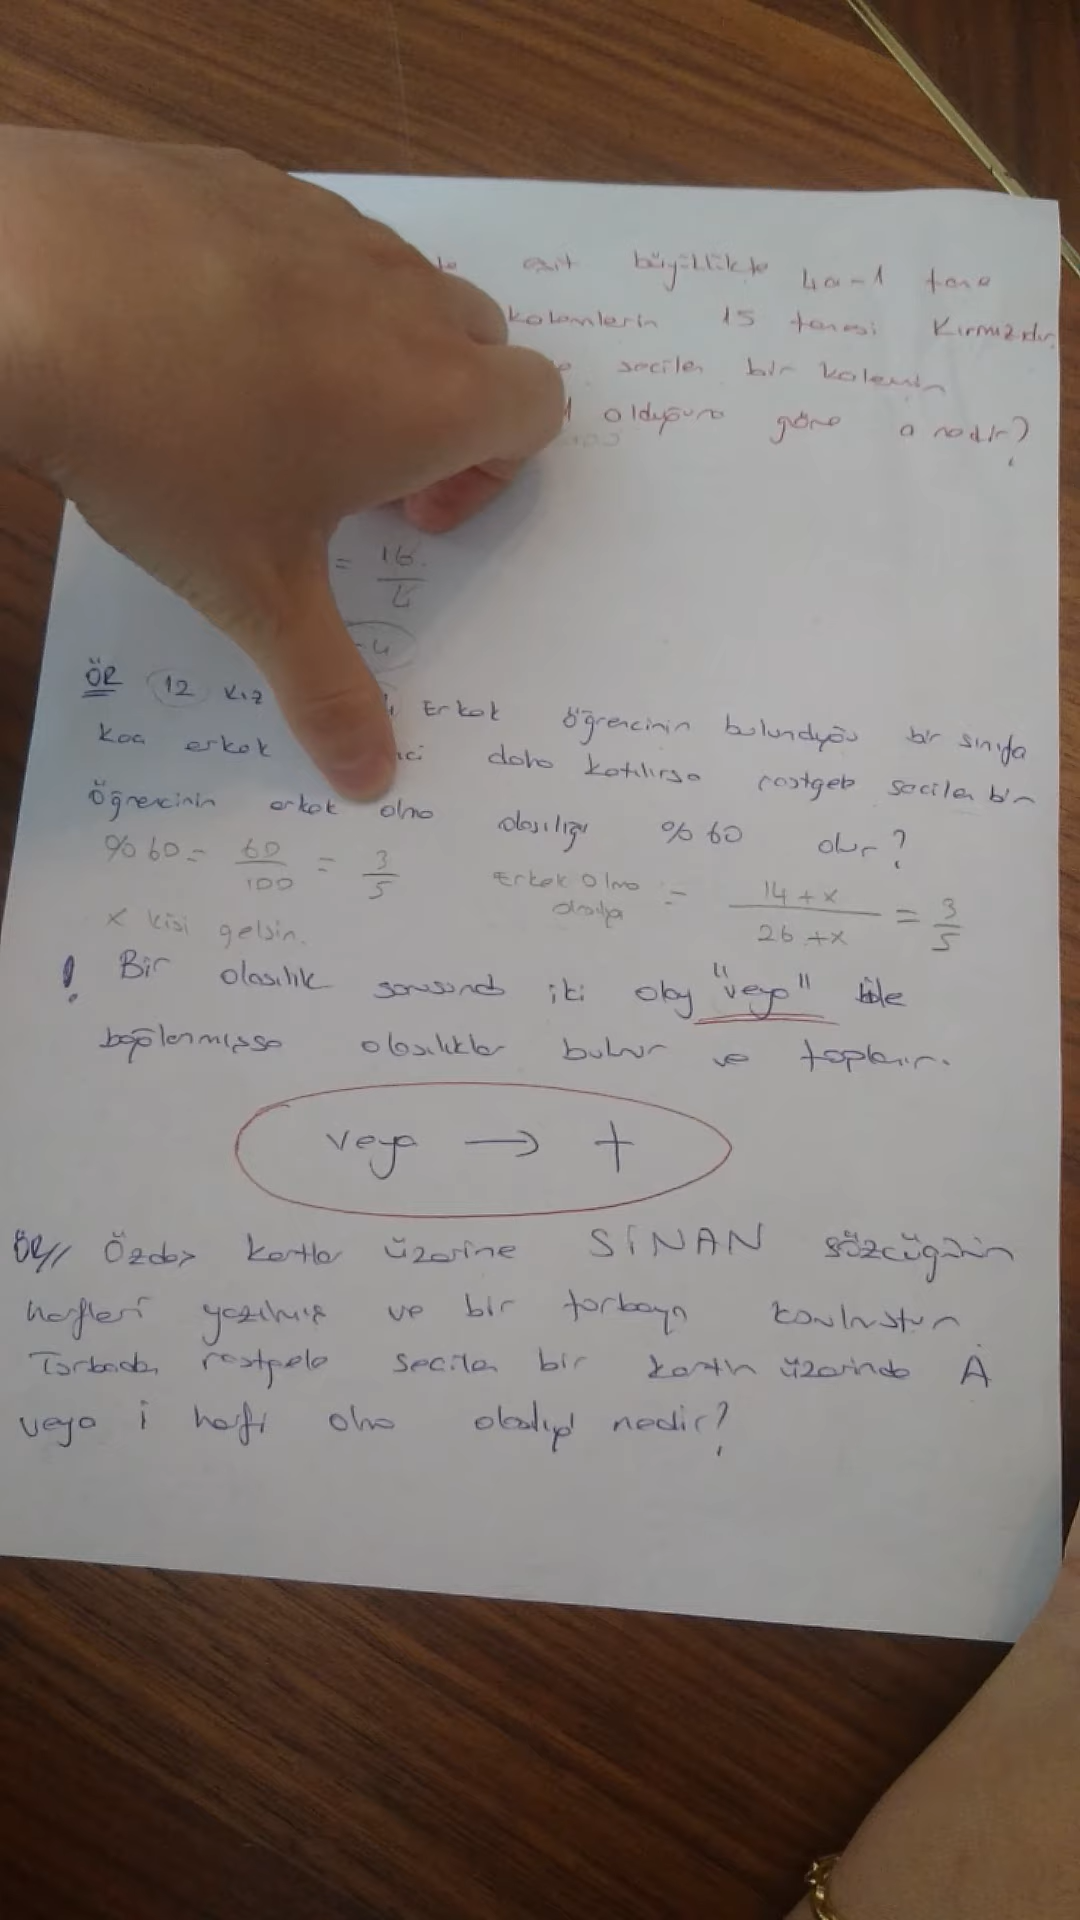 eşit büyüklükte 4a-1 tane
kalemlerin 15 tanesi Kırmızıdır.
seçilen bir kalemin
1 olduğuna göre a nedir?
= 16
4
4
ÖR 12 Kız Erkek öğrencinin bulunduğu bir sınıfa
kaç erkek daha katılırsa rastgele seçilen bir
Öğrencinin erkek olma olasılığı %60 olur?
%60 = 60/100 = 3/5 Erkek Olma olasılığı = 14+x/26+x = 3/5
x kişi gelsin.
! Bir olasılık sorusunda iki olay "veya" ile
bağlanmışsa olasılıklar bulunur ve toplanır.
veya → +
ÖR// Özdeş kartlar üzerine SİNAN sözcüğünün
harfleri yazılmış ve bir torbaya konulmuştur.
Torbadan rastgele seçilen bir kartın üzerinde A
veya i harfi olma olasılığı nedir?